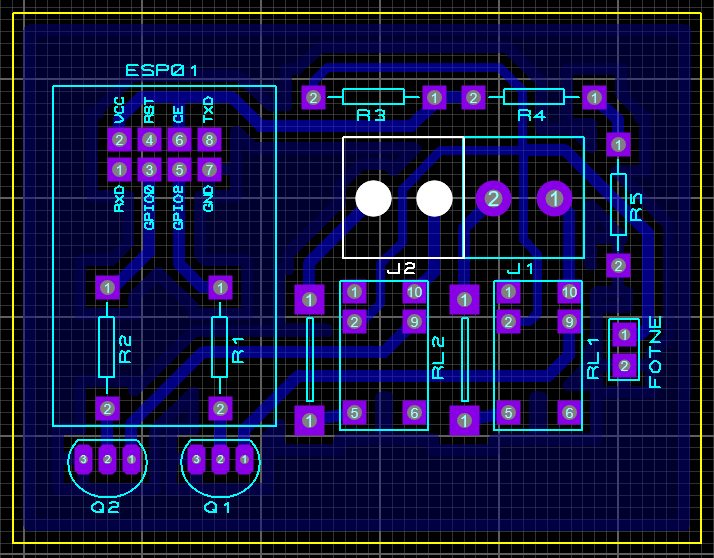 ESP01
VCC RST CE TXD
2 4 6 8
1 3 5 7
RXD GPIO0 GPIO2 GND
2 1 2 1
R3 R4
1
R5
2
2 1
J2 J1
1 1
R2 R1
2 2
3 2 1 3 2 1
Q2 Q1
1 1 10 1 1 10
2 9 2 9
RL2 RL1
1 5 6 1 5 6
1
2
FOTNE